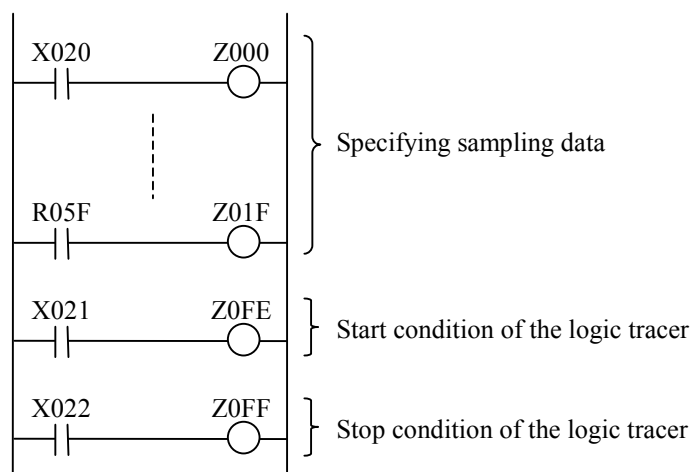 X020 Z000
Specifying sampling data
R05F Z01F
X021 Z0FE
Start condition of the logic tracer
X022 Z0FF
Stop condition of the logic tracer